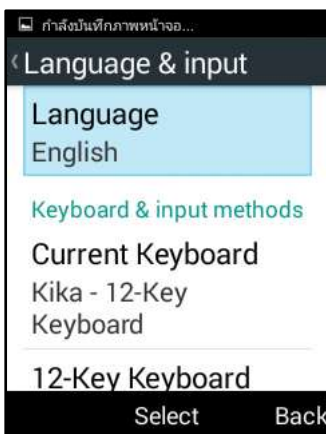 กำลังบันทึกภาพหน้าจอ...
Language & input
Language
English
Keyboard & input methods
Current Keyboard
Kika - 12-Key
Keyboard
12-Key Keyboard
Select Back